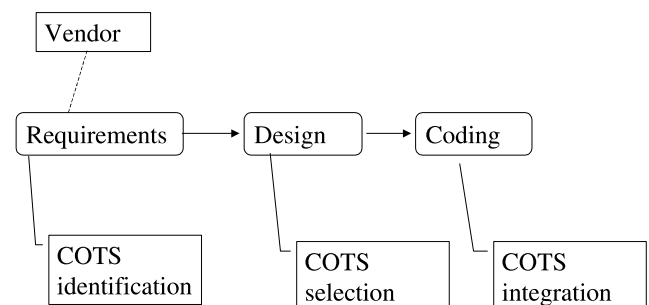 Vendor
Requirements
Design
Coding
COTS
identification
COTS
selection
COTS
integration